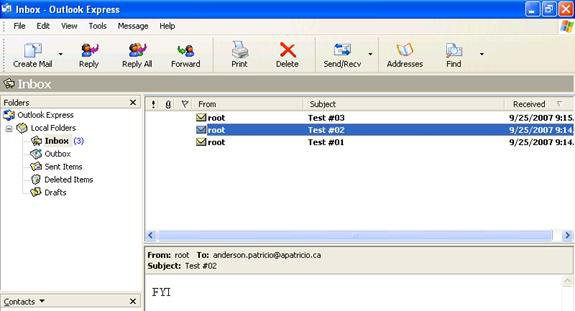 Inbox - Outlook Express
File Edit View Tools Message Help
Create Mail Reply Reply All Forward Print Delete Send/Recv Addresses Find
Inbox
Folders
Outlook Express
Local Folders
Inbox (3)
Outbox
Sent Items
Deleted Items
Drafts
Contacts
! From Subject Received
root Test #03 9/25/2007 9:15.
root Test #02 9/25/2007 9:14.
root Test #01 9/25/2007 9:14.
From: root To: anderson.patricio@apatricio.ca
Subject: Test #02
FYI